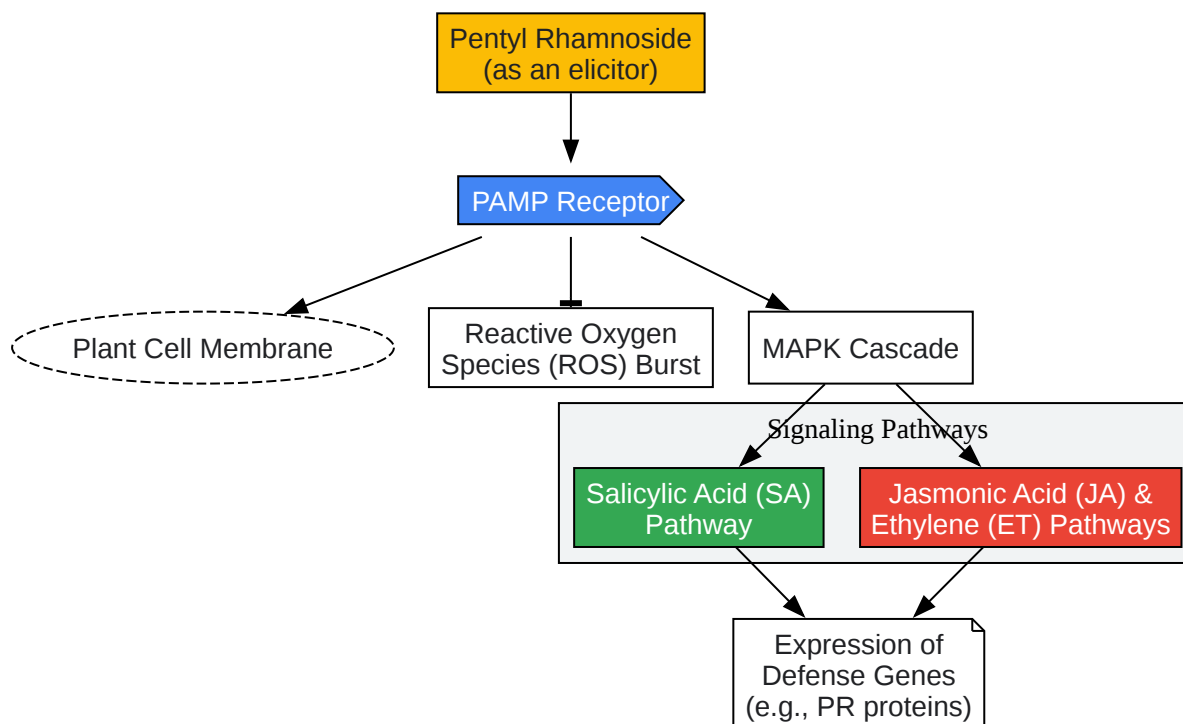 Pentyl Rhamnoside
(as an elicitor)
PAMP Receptor
Plant Cell Membrane
Reactive Oxygen
Species (ROS) Burst
MAPK Cascade
Signaling Pathways
Salicylic Acid (SA)
Pathway
Jasmonic Acid (JA) &
Ethylene (ET) Pathways
Expression of
Defense Genes
(e.g., PR proteins)